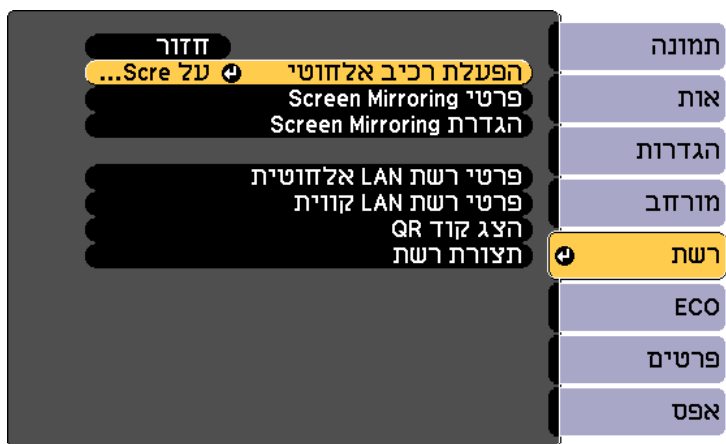 תמונה
אות
הגדרות
מורחב
רשת
ECO
פרטים
אפס
חזור
הפעלת רכיב אלחוטי על Scre...
פרטי Screen Mirroring
הגדרת Screen Mirroring
פרטי רשת LAN אלחוטית
פרטי רשת LAN קווית
הצג קוד QR
תצורת רשת